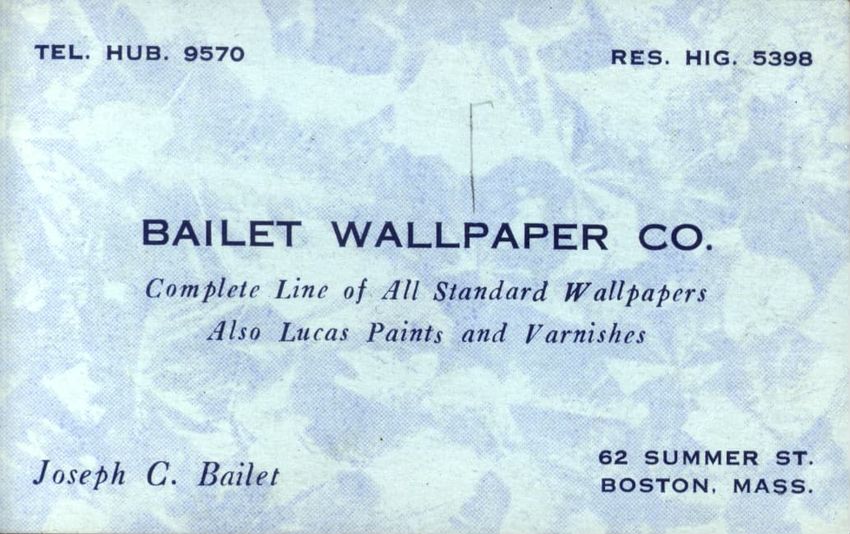 TEL. HUB. 9570
RES. HIG. 5398
BAILET WALLPAPER CO.
Complete Line of All Standard Wallpapers
Also Lucas Paints and Varnishes
Joseph C. Bailet
62 SUMMER ST.
BOSTON, MASS.